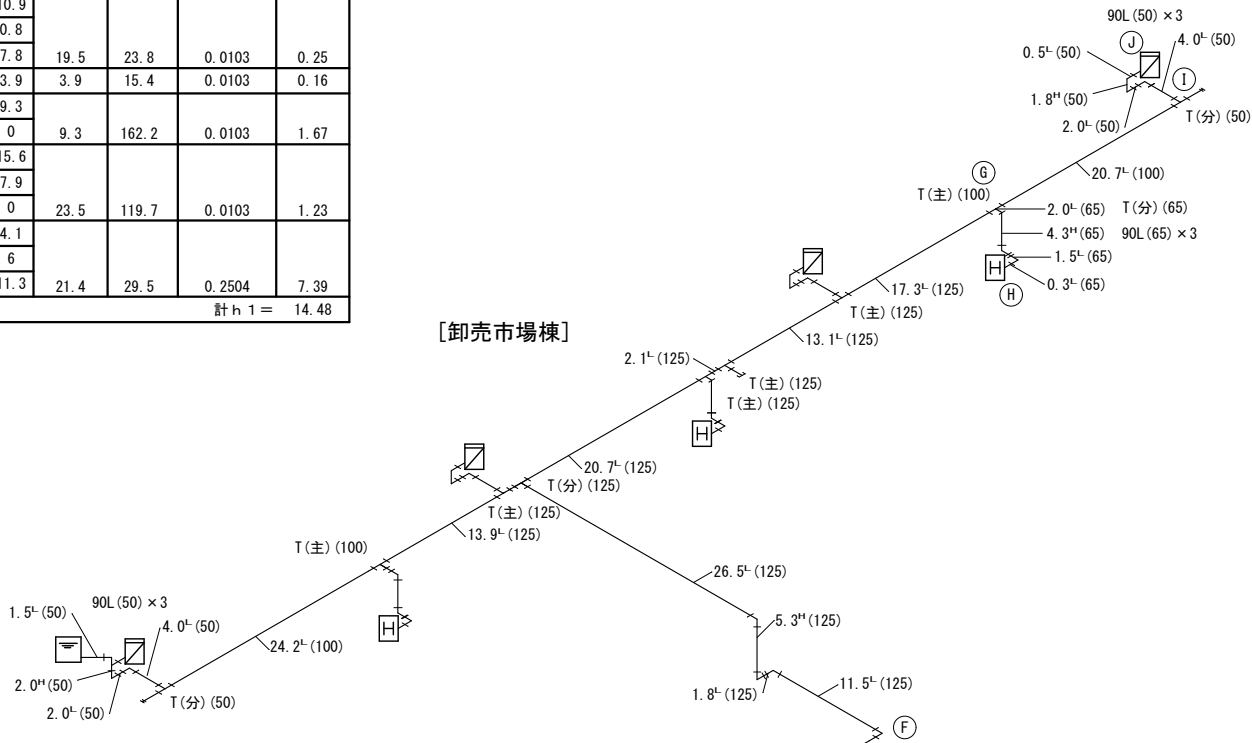 10.9
0.8
7.8 19.5 23.8 0.0103 0.25
3.9 3.9 15.4 0.0103 0.16
9.3
0 9.3 162.2 0.0103 1.67
15.6
7.9
0 23.5 119.7 0.0103 1.23
4.1
6
11.3 21.4 29.5 0.2504 7.39
計h1= 14.48
[卸売市場棟]
90L(50)×3
J
4.0ᴸ(50)
0.5ᴸ(50)
I
1.8ᴴ(50)
T(分)(50)
2.0ᴸ(50)
20.7ᴸ(100)
G
T(主)(100)
2.0ᴸ(65) T(分)(65)
4.3ᴴ(65) 90L(65)×3
1.5ᴸ(65)
H
0.3ᴸ(65)
H
17.3ᴸ(125)
T(主)(125)
13.1ᴸ(125)
2.1ᴸ(125)
T(主)(125)
T(主)(125)
H
20.7ᴸ(125)
T(分)(125)
T(主)(125)
13.9ᴸ(125)
T(主)(100)
26.5ᴸ(125)
5.3ᴴ(125)
H
24.2ᴸ(100)
90L(50)×3
1.5ᴸ(50)
4.0ᴸ(50)
2.0ᴴ(50)
2.0ᴸ(50)
T(分)(50)
1.8ᴸ(125)
11.5ᴸ(125)
F